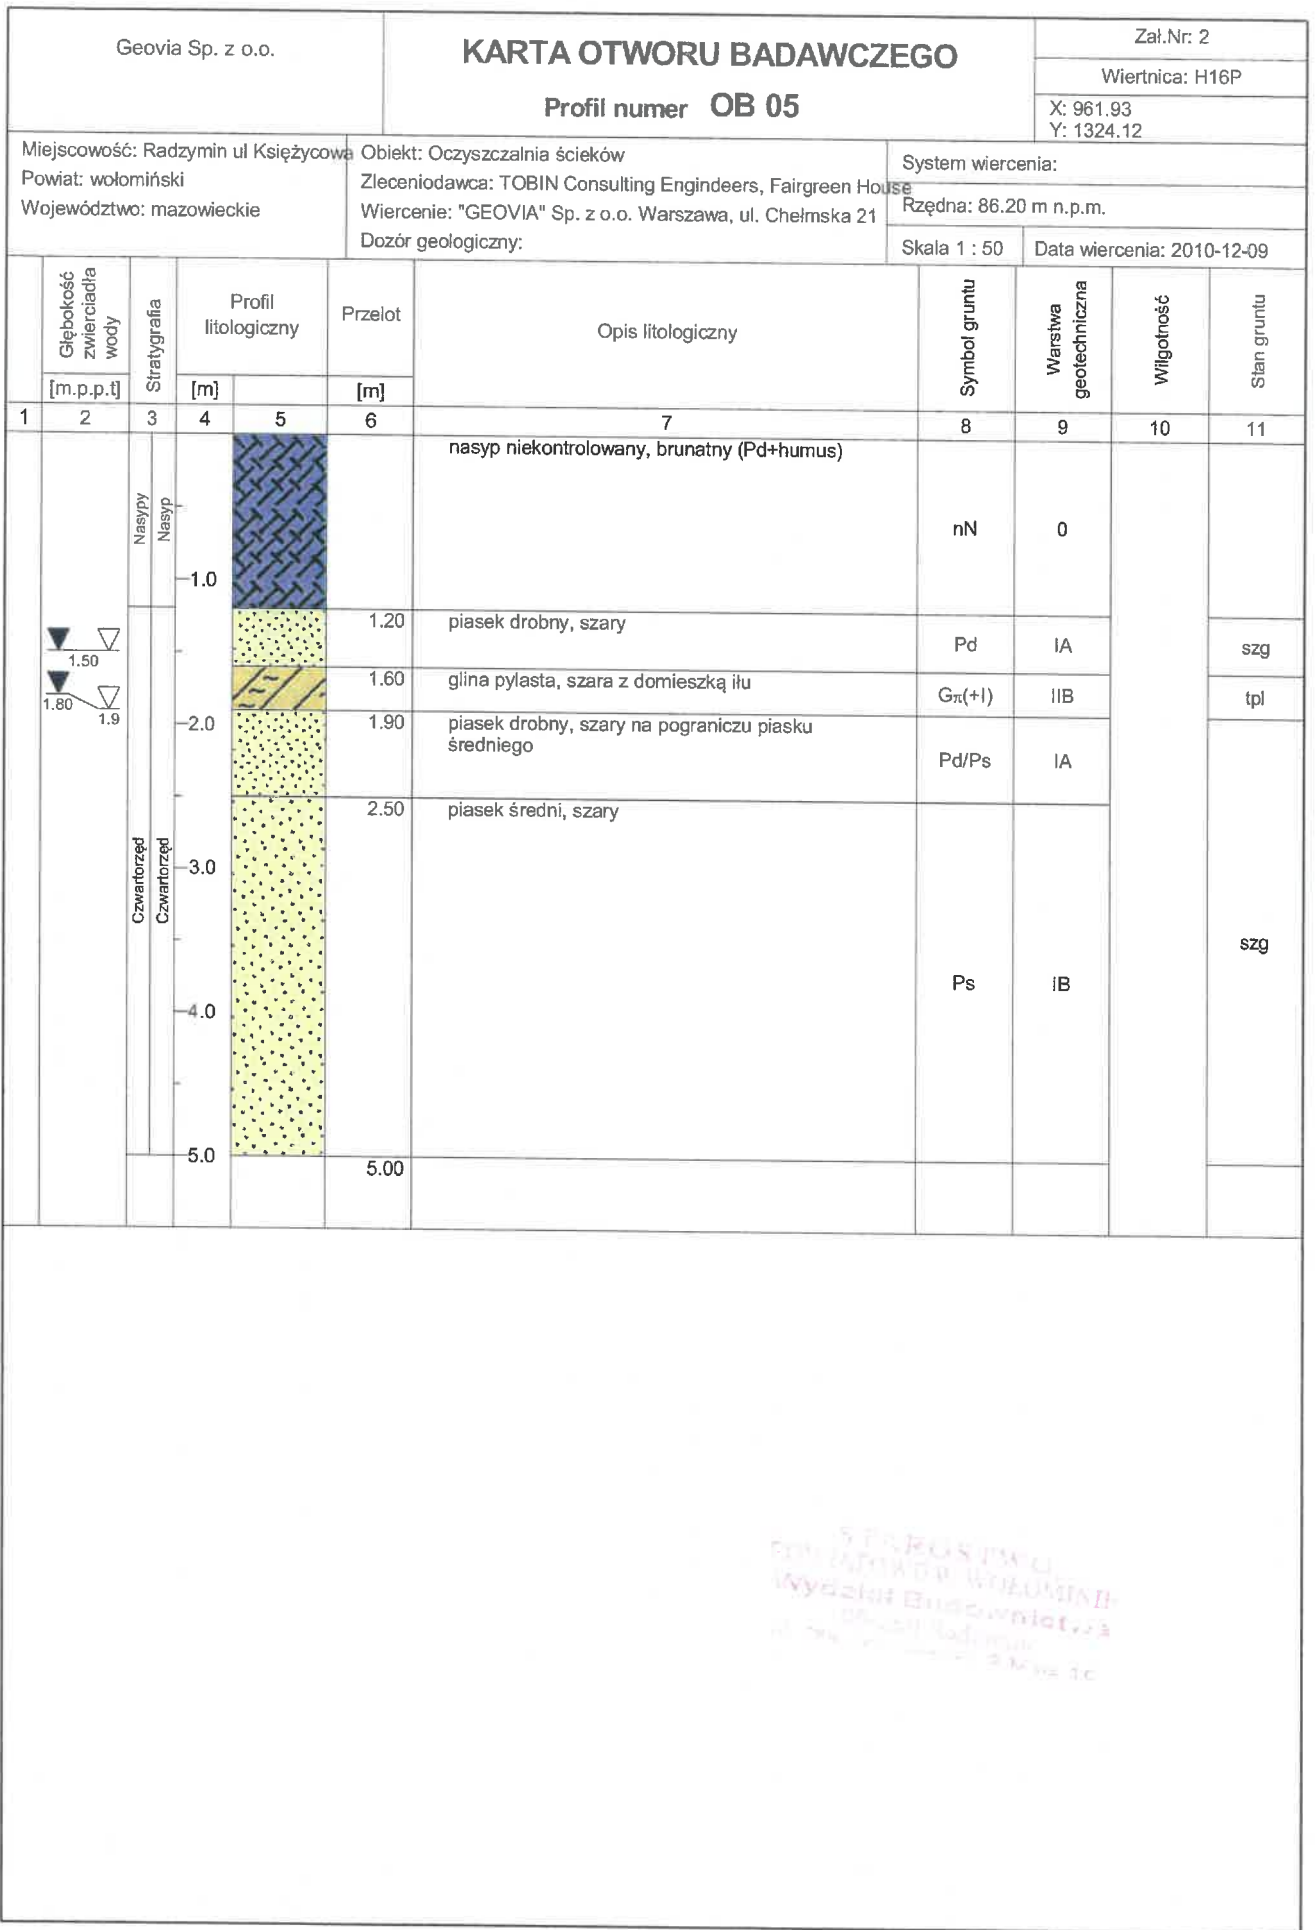 Geovia Sp. z o.o.
KARTA OTWORU BADAWCZEGO
Profil numer OB 05
Zał.Nr: 2
Wiertnica: H16P
X: 961.93
Y: 1324.12
Miejscowość: Radzymin ul Księżycowa
Powiat: wołomiński
Województwo: mazowieckie
Obiekt: Oczyszczalnia ścieków
Zleceniodawca: TOBIN Consulting Engindeers, Fairgreen House
Wiercenie: "GEOVIA" Sp. z o.o. Warszawa, ul. Chełmska 21
Dozór geologiczny:
System wiercenia:
Rzędna: 86.20 m n.p.m.
Skala 1 : 50
Data wiercenia: 2010-12-09
Głębokość zwierciadła wody
[m.p.p.t]
Stratygrafia
Profil litologiczny
[m]
Przelot
[m]
Opis litologiczny
Symbol gruntu
Warstwa geotechniczna
Wilgotność
Stan gruntu
1 2 3 4 5 6 7 8 9 10 11
nasyp niekontrolowany, brunatny (Pd+humus)
Nasypy
Nasyp
nN 0
1.0
1.20 piasek drobny, szary
Pd IA szg
1.50
1.60 glina pylasta, szara z domieszką iłu
Gπ(+I) IIB tpl
1.80
1.9
2.0
1.90 piasek drobny, szary na pograniczu piasku
średniego
Pd/Ps IA
2.50 piasek średni, szary
Czwartorzęd
Czwartorzęd
3.0
szg
Ps IB
4.0
5.0
5.00
STAROSTWO
Wydział Budownictwa